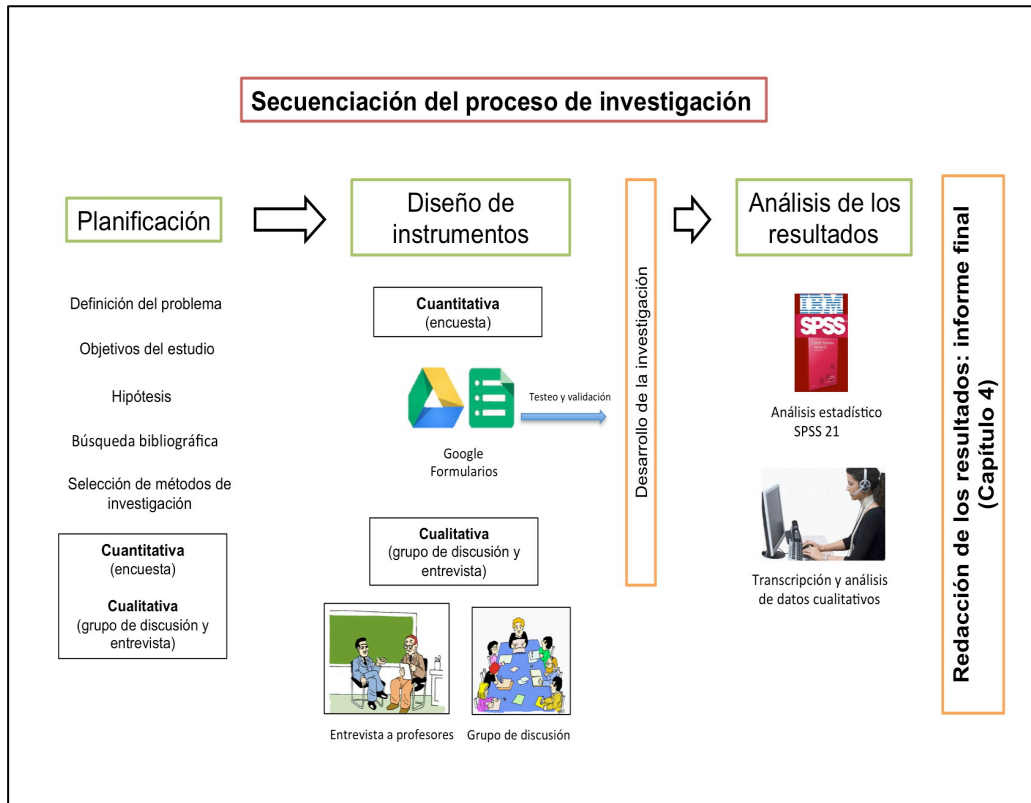 Secuenciación del proceso de investigación
Planificación
Definición del problema
Objetivos del estudio
Hipótesis
Búsqueda bibliográfica
Selección de métodos de
investigación
Cuantitativa
(encuesta)
Cualitativa
(grupo de discusión y
entrevista)
Diseño de
instrumentos
Cuantitativa
(encuesta)
Google
Formularios
Testeo y validación
Cualitativa
(grupo de discusión y
entrevista)
Entrevista a profesores
Grupo de discusión
Desarrollo de la investigación
Análisis de los
resultados
IBM
SPSS
Análisis estadístico
SPSS 21
Transcripción y análisis
de datos cualitativos
Redacción de los resultados: informe final
(Capítulo 4)